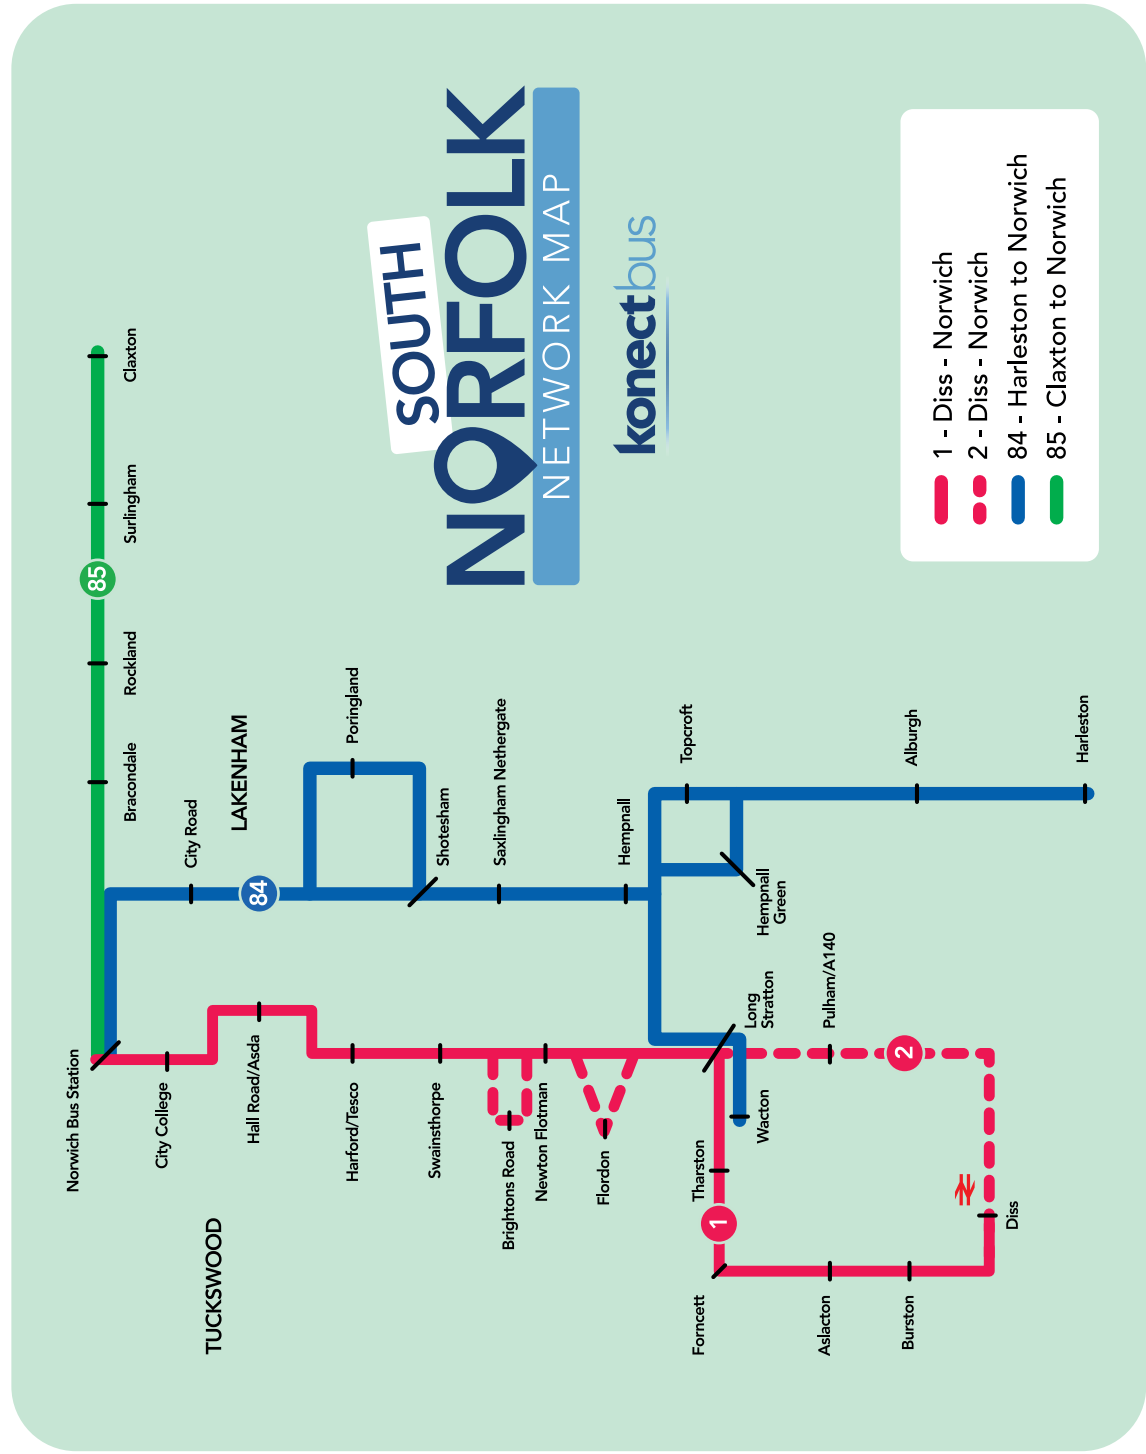 SOUTH
NORFOLK
NETWORK MAP
konectbus
1 - Diss - Norwich
2 - Diss - Norwich
84 - Harleston to Norwich
85 - Claxton to Norwich
Norwich Bus Station
Bracondale
Rockland
85
Surlingham
Claxton
City College
City Road
TUCKSWOOD
LAKENHAM
Hall Road/Asda
84
Harford/Tesco
Poringland
Swainsthorpe
Shotesham
Brightons Road
Saxlingham Nethergate
Newton Flotman
Flordon
Hempnall
Forncett
1
Tharston
Topcroft
Wacton
Long
Stratton
Hempnall
Green
Aslacton
Pulham/A140
Burston
2
Alburgh
Diss
Harleston